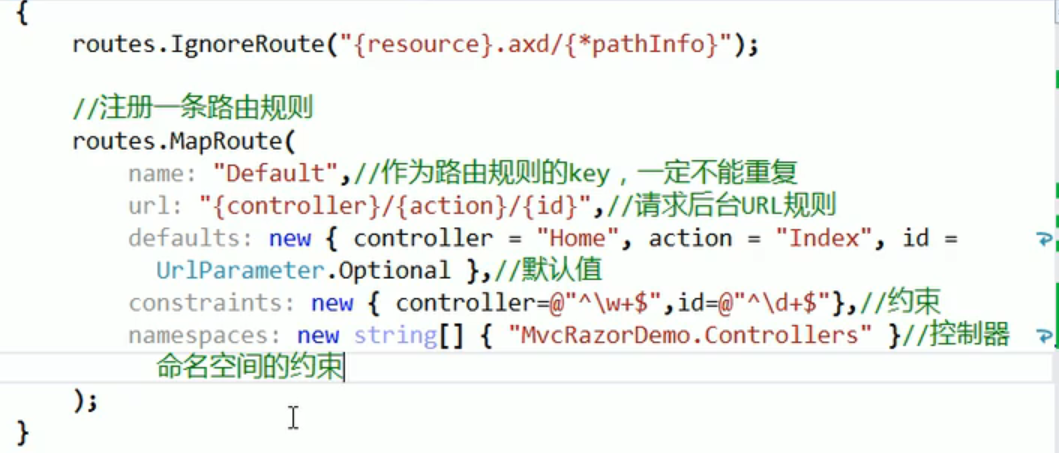 {
routes.IgnoreRoute("{resource}.axd/{*pathInfo}");
//注册一条路由规则
routes.MapRoute(
name: "Default",//作为路由规则的key，一定不能重复
url: "{controller}/{action}/{id}",//请求后台URL规则
defaults: new { controller = "Home", action = "Index", id =
UrlParameter.Optional },//默认值
constraints: new { controller=@"^\w+$",id=@"^\d+$"},//约束
namespaces: new string[] { "MvcRazorDemo.Controllers" }//控制器
命名空间的约束
);
}